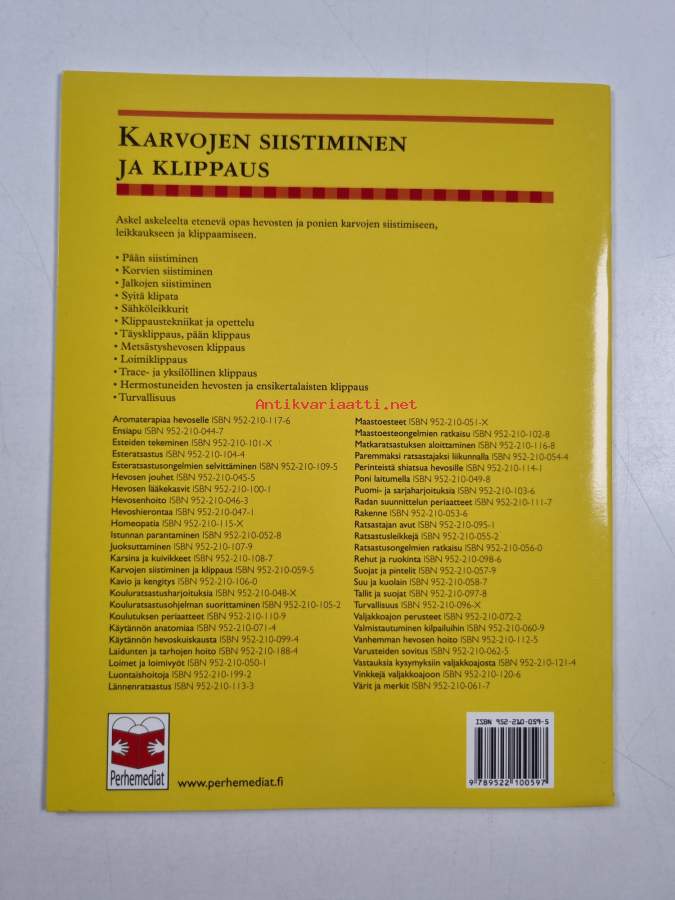 KARVOJEN SIISTIMINEN
JA KLIPPAUS
Askel askeleelta etenevä opas hevosten ja ponien karvojen siistimiseen,
leikkaukseen ja klippaamiseen.
• Pään siistiminen
• Korvien siistiminen
• Jalkojen siistiminen
• Syitä klipata
• Sähköleikkurit
• Klippaustekniikat ja opettelu
• Täysklippaus, pään klippaus
• Metsästyshevosen klippaus
• Loimiklippaus
• Trace- ja yksilöllinen klippaus
• Hermostuneiden hevosten ja ensikertalaisten klippaus
• Turvallisuus
Antikvariaatti.net
Aromaterapiaa hevoselle ISBN 952-210-117-6
Ensiapu ISBN 952-210-044-7
Esteiden tekeminen ISBN 952-210-101-X
Esteratsastus ISBN 952-210-104-4
Esteratsastusongelmien selvittäminen ISBN 952-210-109-5
Hevosen jouhet ISBN 952-210-045-5
Hevosen lääkekasvit ISBN 952-210-100-1
Hevosenhoito ISBN 952-210-046-3
Hevoshierontaa ISBN 952-210-047-1
Homeopatia ISBN 952-210-115-X
Istunnan parantaminen ISBN 952-210-052-8
Juoksuttaminen ISBN 952-210-107-9
Karsina ja kuivikkeet ISBN 952-210-108-7
Karvojen siistiminen ja klippaus ISBN 952-210-059-5
Kavio ja kengitys ISBN 952-210-106-0
Kouluratsastusharjoituksia ISBN 952-210-048-X
Kouluratsastusohjelman suorittaminen ISBN 952-210-105-2
Koulutuksen periaatteet ISBN 952-210-110-9
Käytännön anatomiaa ISBN 952-210-071-4
Käytännön hevoskuiskausta ISBN 952-210-099-4
Laidunten ja tarhojen hoito ISBN 952-210-188-4
Loimet ja loimivyöt ISBN 952-210-050-1
Luontaishoitoja ISBN 952-210-199-2
Lännenratsastus ISBN 952-210-113-3
Maastoesteet ISBN 952-210-051-X
Maastoesteongelmien ratkaisu ISBN 952-210-102-8
Matkaratsastuksen aloittaminen ISBN 952-210-116-8
Paremmaksi ratsastajaksi liikunnalla ISBN 952-210-054-4
Perinteistä shiatsua hevosille ISBN 952-210-114-1
Poni laitumella ISBN 952-210-049-8
Puomi- ja sarjaharjoituksia ISBN 952-210-103-6
Radan suunnittelun periaatteet ISBN 952-210-111-7
Rakenne ISBN 952-210-053-6
Ratsastajan avut ISBN 952-210-095-1
Ratsastusleikkejä ISBN 952-210-055-2
Ratsastusongelmien ratkaisu ISBN 952-210-056-0
Rehut ja ruokinta ISBN 952-210-098-6
Suojat ja pintelit ISBN 952-210-057-9
Suu ja kuolain ISBN 952-210-058-7
Tallit ja suojat ISBN 952-210-097-8
Turvallisuus ISBN 952-210-096-X
Valjakkoajon perusteet ISBN 952-210-072-2
Valmistautuminen kilpailuihin ISBN 952-210-060-9
Vanhemman hevosen hoito ISBN 952-210-112-5
Varusteiden sovitus ISBN 952-210-062-5
Vastauksia kysymyksiin valjakkoajosta ISBN 952-210-121-4
Vinkkejä valjakkoajoon ISBN 952-210-120-6
Värit ja merkit ISBN 952-210-061-7
Perhemediat
www.perhemediat.fi
ISBN 952-210-059-5
9 789522 100597